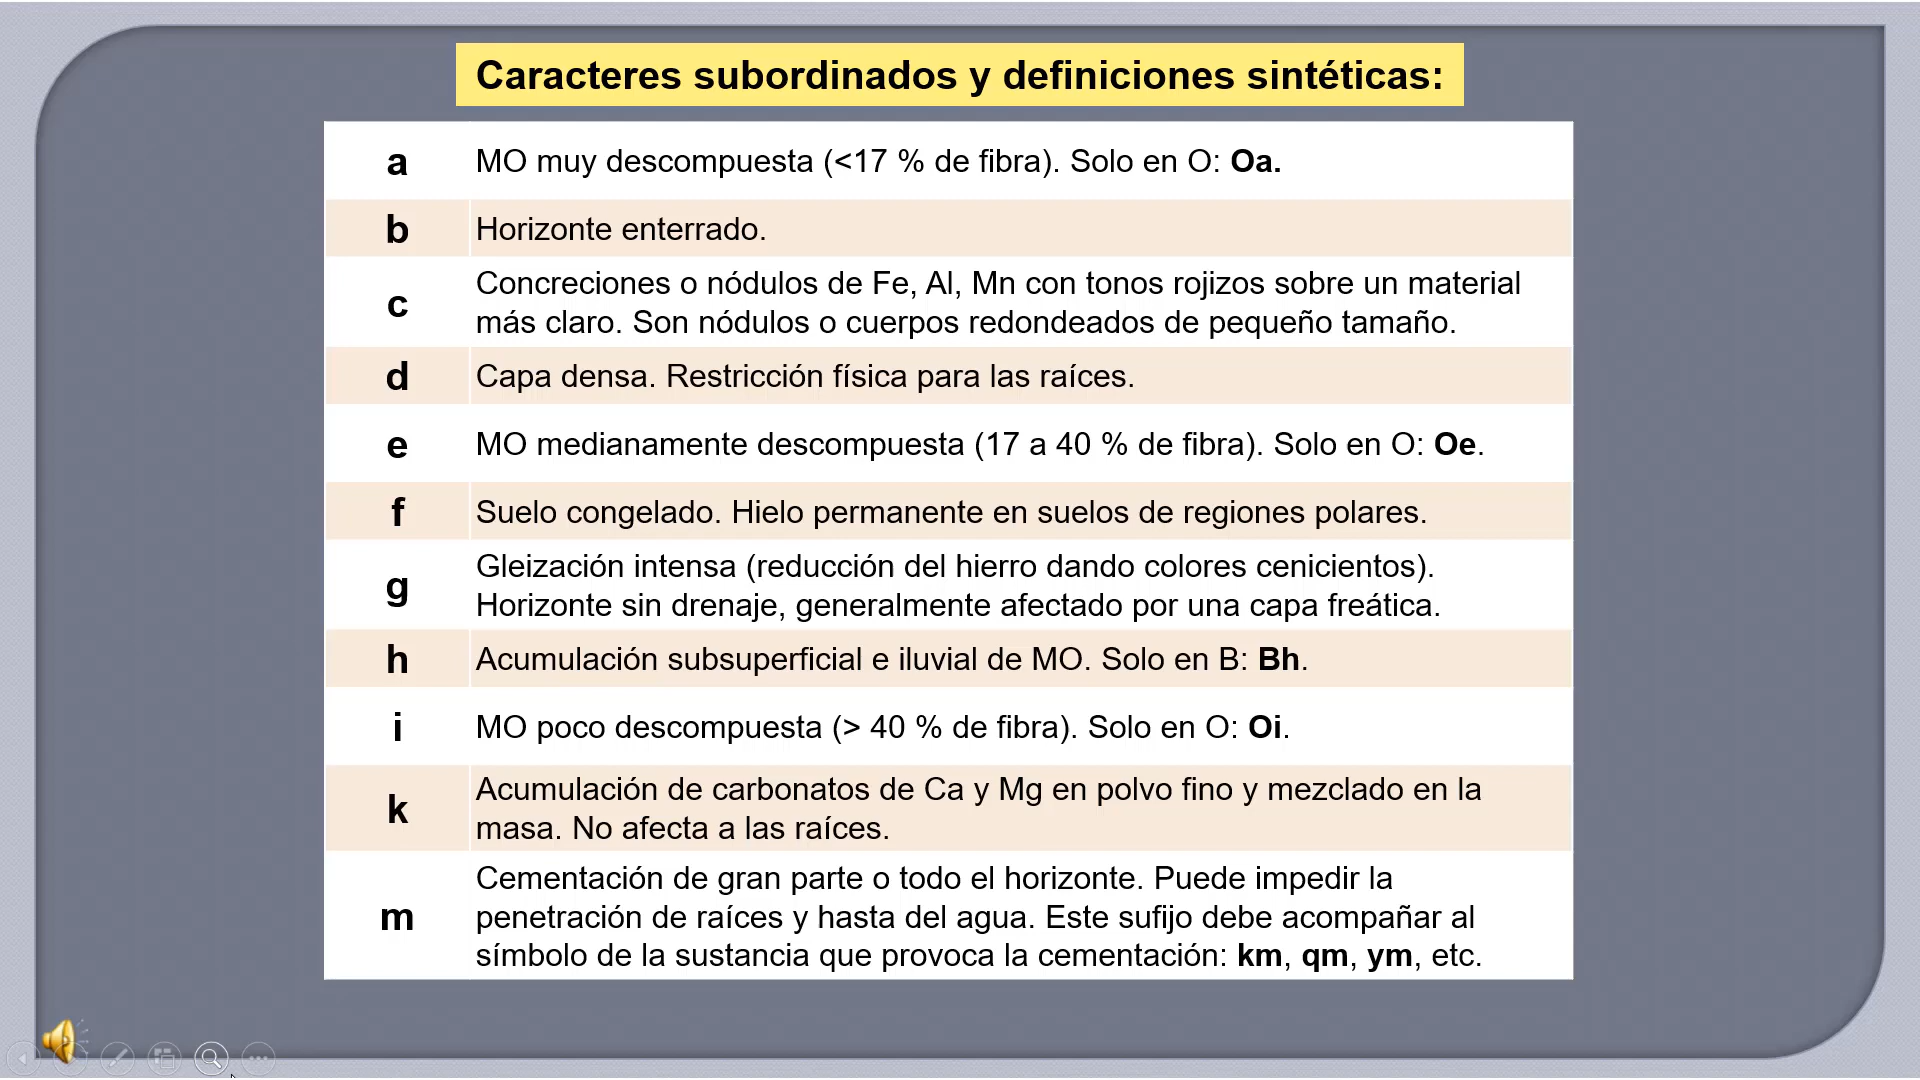 Caracteres subordinados y definiciones sintéticas:
a MO muy descompuesta (<17 % de fibra). Solo en O: Oa.
b Horizonte enterrado.
c Concreciones o nódulos de Fe, Al, Mn con tonos rojizos sobre un material
más claro. Son nódulos o cuerpos redondeados de pequeño tamaño.
d Capa densa. Restricción física para las raíces.
e MO medianamente descompuesta (17 a 40 % de fibra). Solo en O: Oe.
f Suelo congelado. Hielo permanente en suelos de regiones polares.
g Gleización intensa (reducción del hierro dando colores cenicientos).
Horizonte sin drenaje, generalmente afectado por una capa freática.
h Acumulación subsuperficial e iluvial de MO. Solo en B: Bh.
i MO poco descompuesta (> 40 % de fibra). Solo en O: Oi.
k Acumulación de carbonatos de Ca y Mg en polvo fino y mezclado en la
masa. No afecta a las raíces.
m Cementación de gran parte o todo el horizonte. Puede impedir la
penetración de raíces y hasta del agua. Este sufijo debe acompañar al
símbolo de la sustancia que provoca la cementación: km, qm, ym, etc.